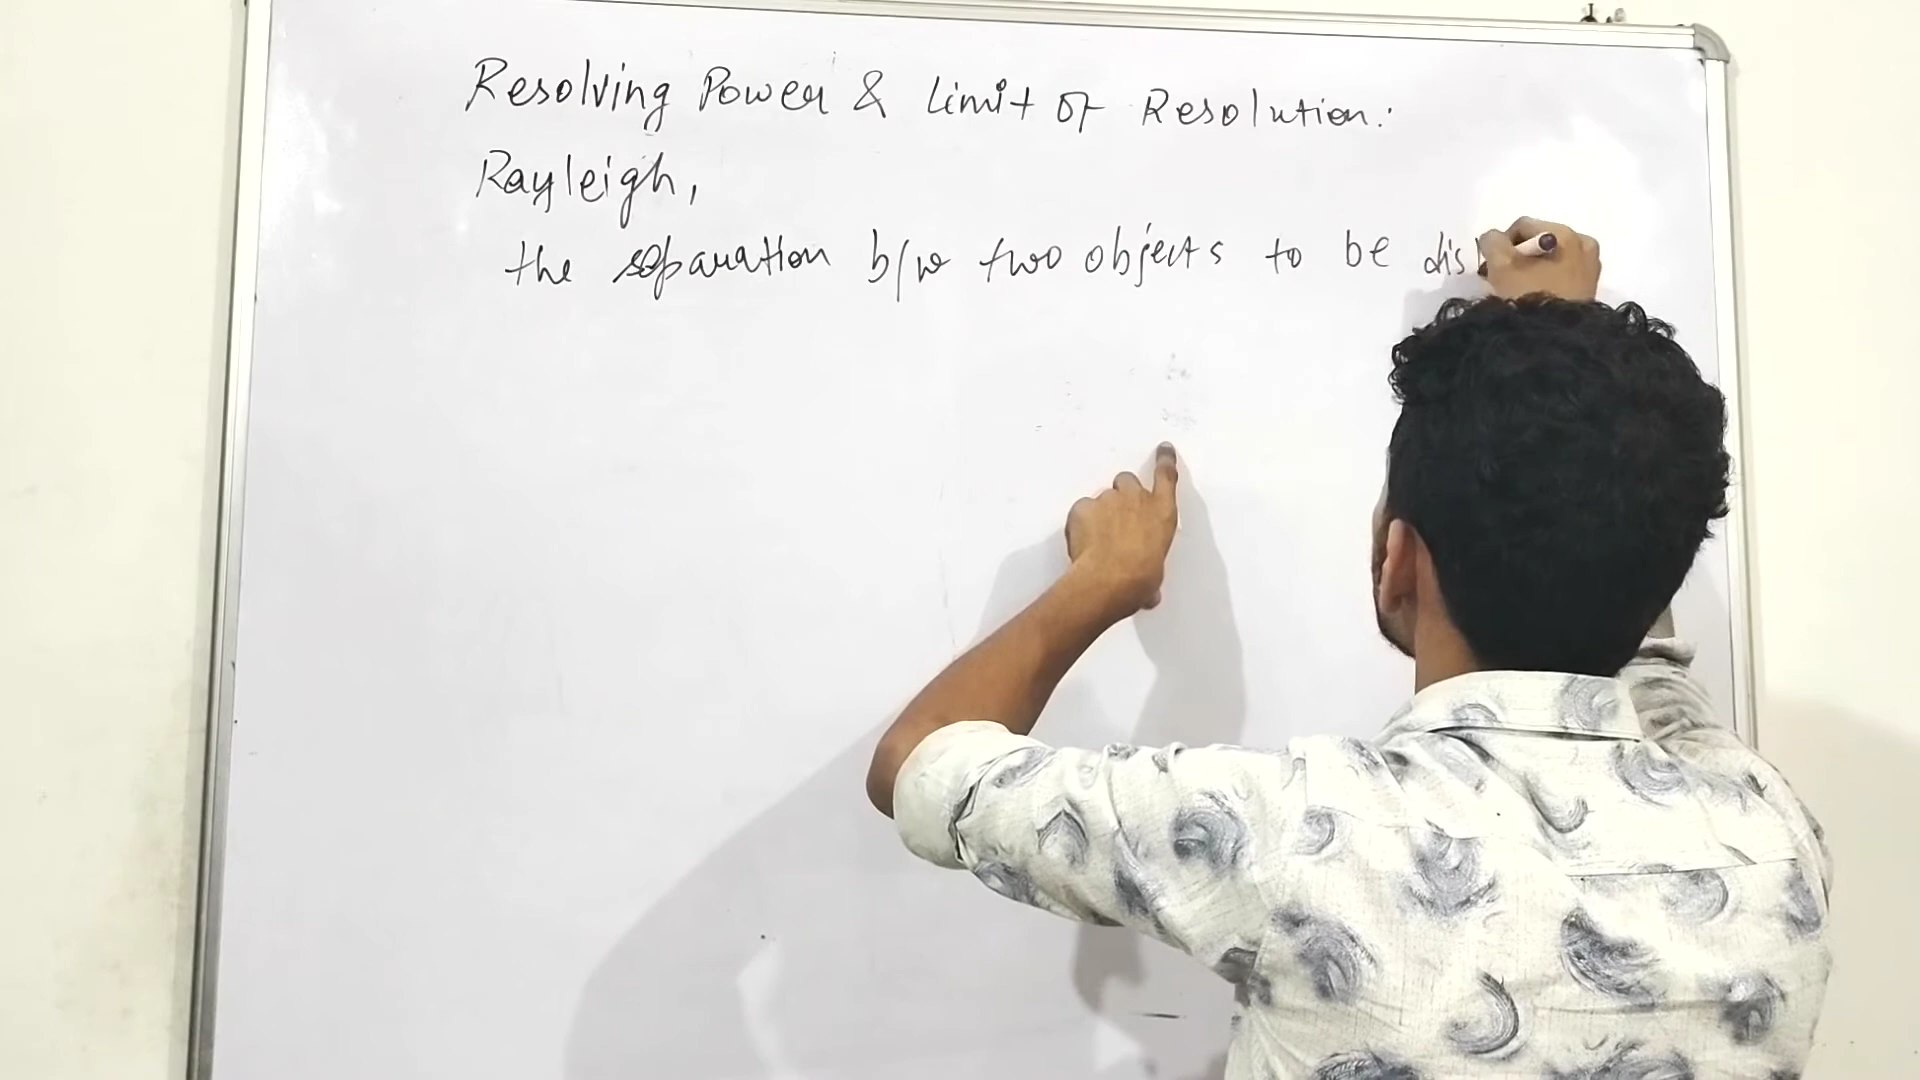 Resolving Power & Limit of Resolution:
Rayleigh,
the separation b/w two objects to be dis